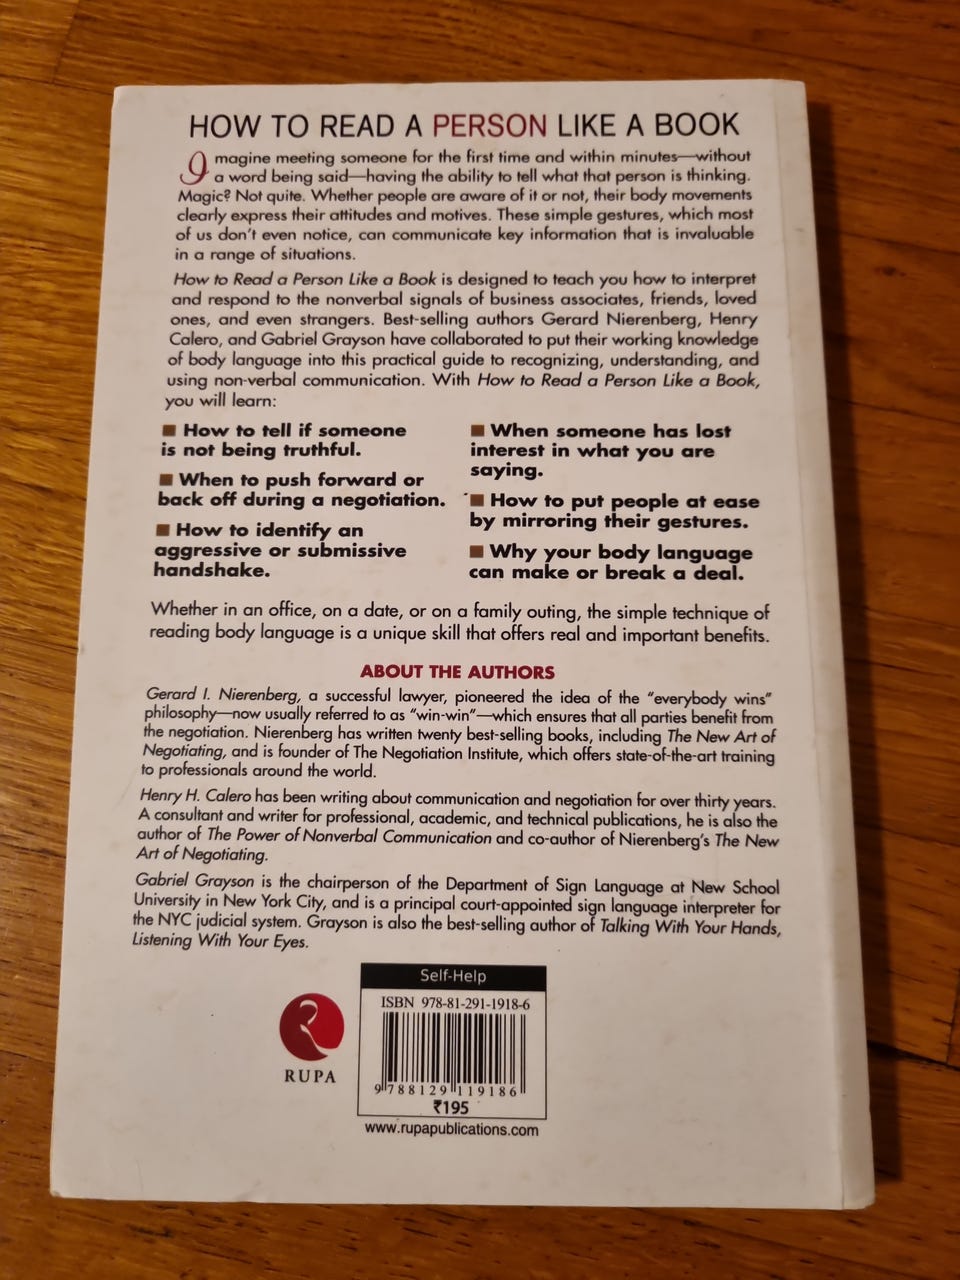 HOW TO READ A PERSON LIKE A BOOK
Imagine meeting someone for the first time and within minutes—without
a word being said—having the ability to tell what that person is thinking.
Magic? Not quite. Whether people are aware of it or not, their body movements
clearly express their attitudes and motives. These simple gestures, which most
of us don't even notice, can communicate key information that is invaluable
in a range of situations.
How to Read a Person Like a Book is designed to teach you how to interpret
and respond to the nonverbal signals of business associates, friends, loved
ones, and even strangers. Best-selling authors Gerard Nierenberg, Henry
Calero, and Gabriel Grayson have collaborated to put their working knowledge
of body language into this practical guide to recognizing, understanding, and
using non-verbal communication. With How to Read a Person Like a Book,
you will learn:
■ How to tell if someone
is not being truthful.
■ When to push forward or
back off during a negotiation.
■ How to identify an
aggressive or submissive
handshake.
■ When someone has lost
interest in what you are
saying.
■ How to put people at ease
by mirroring their gestures.
■ Why your body language
can make or break a deal.
Whether in an office, on a date, or on a family outing, the simple technique of
reading body language is a unique skill that offers real and important benefits.
ABOUT THE AUTHORS
Gerard I. Nierenberg, a successful lawyer, pioneered the idea of the "everybody wins"
philosophy—now usually referred to as "win-win"—which ensures that all parties benefit from
the negotiation. Nierenberg has written twenty best-selling books, including The New Art of
Negotiating, and is founder of The Negotiation Institute, which offers state-of-the-art training
to professionals around the world.
Henry H. Calero has been writing about communication and negotiation for over thirty years.
A consultant and writer for professional, academic, and technical publications, he is also the
author of The Power of Nonverbal Communication and co-author of Nierenberg's The New
Art of Negotiating.
Gabriel Grayson is the chairperson of the Department of Sign Language at New School
University in New York City, and is a principal court-appointed sign language interpreter for
the NYC judicial system. Grayson is also the best-selling author of Talking With Your Hands,
Listening With Your Eyes.
Self-Help
ISBN 978-81-291-1918-6
9 788129 119186
₹195
RUPA
www.rupapublications.com